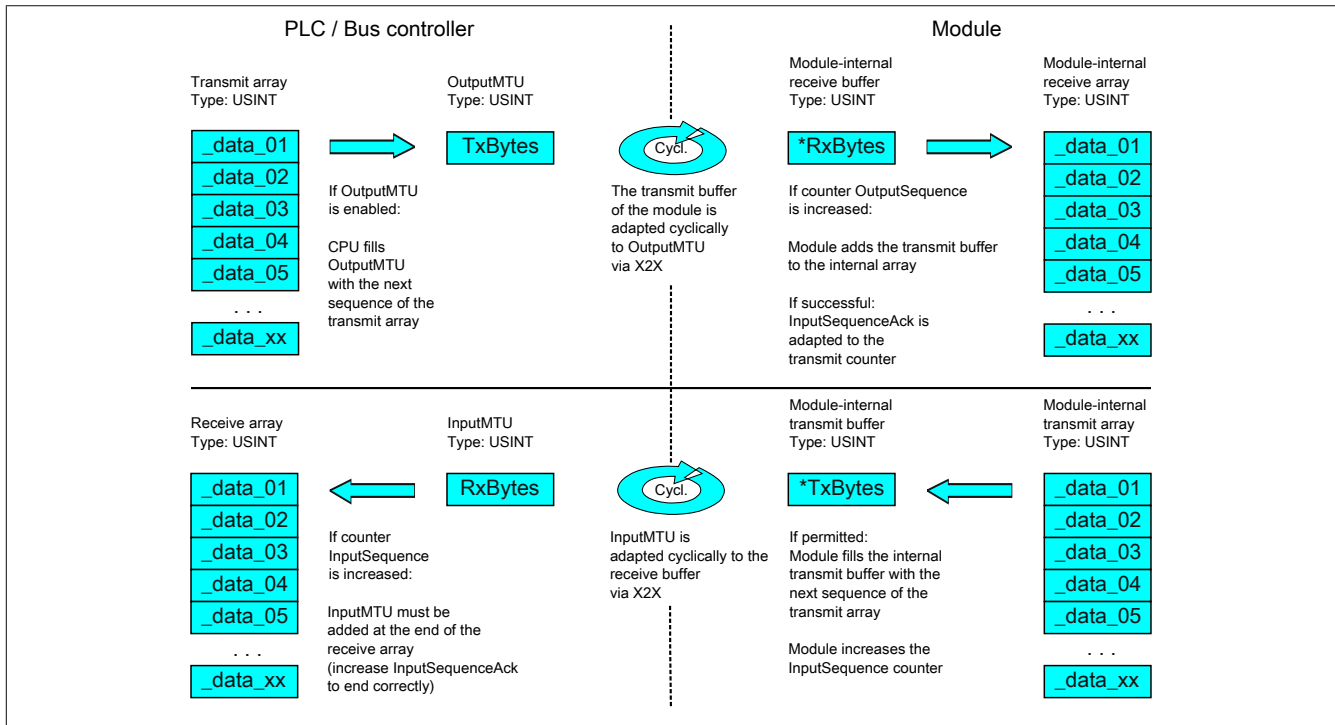 PLC / Bus controller
Module
Transmit array
Type: USINT
_data_01
_data_02
_data_03
_data_04
_data_05
. . .
_data_xx
If OutputMTU
is enabled:
CPU fills
OutputMTU
with the next
sequence of the
transmit array
OutputMTU
Type: USINT
TxBytes
Cycl.
The transmit buffer
of the module is
adapted cyclically
to OutputMTU
via X2X
Module-internal
receive buffer
Type: USINT
*RxBytes
If counter OutputSequence
is increased:
Module adds the transmit buffer
to the internal array
If successful:
InputSequenceAck is
adapted to the
transmit counter
Module-internal
receive array
Type: USINT
_data_01
_data_02
_data_03
_data_04
_data_05
. . .
_data_xx
Receive array
Type: USINT
_data_01
_data_02
_data_03
_data_04
_data_05
. . .
_data_xx
If counter
InputSequence
is increased:
InputMTU must be
added at the end of the
receive array
(increase InputSequenceAck
to end correctly)
InputMTU
Type: USINT
RxBytes
Cycl.
InputMTU is
adapted cyclically to the
receive buffer
via X2X
Module-internal
transmit buffer
Type: USINT
*TxBytes
If permitted:
Module fills the internal
transmit buffer with the
next sequence of the
transmit array
Module increases the
InputSequence counter
Module-internal
transmit array
Type: USINT
_data_01
_data_02
_data_03
_data_04
_data_05
. . .
_data_xx